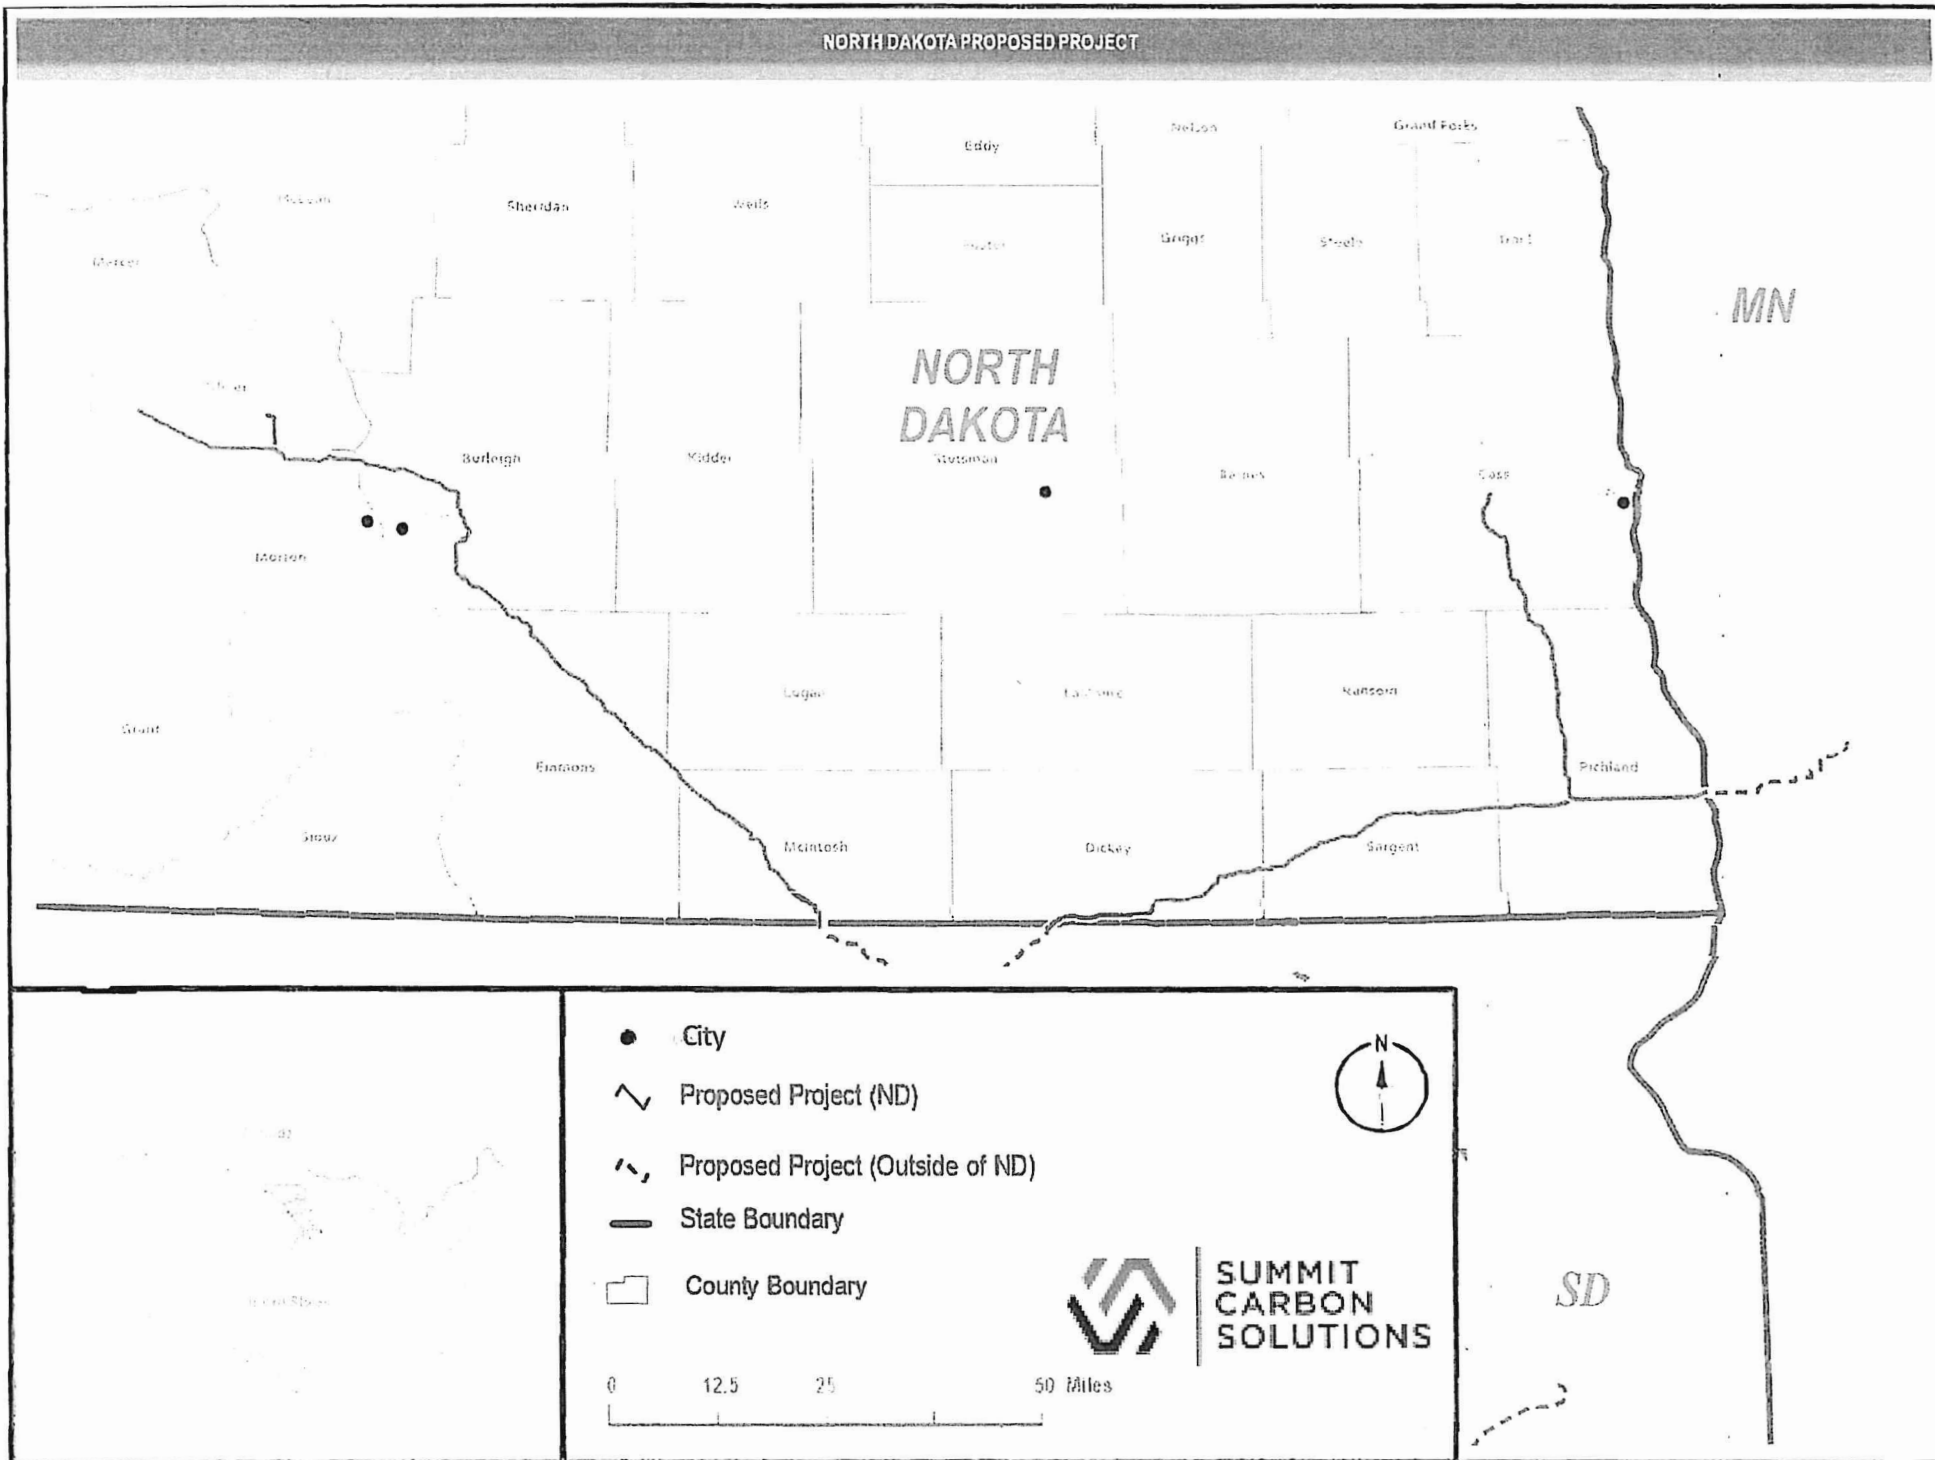 NORTH DAKOTA PROPOSED PROJECT
Nelson
Grand Forks
Eddy
Sheridan
Wells
Griggs
Steele
Mercer
MN
NORTH
DAKOTA
Burleigh
Kidder
Stutsman
Barnes
Cass
Morton
Logan
Ransom
Grant
Emmons
Richland
Sioux
McIntosh
Dickey
Sargent
City
N
Proposed Project (ND)
Proposed Project (Outside of ND)
State Boundary
County Boundary
SUMMIT
CARBON
SOLUTIONS
SD
0 12.5 25 50 Miles